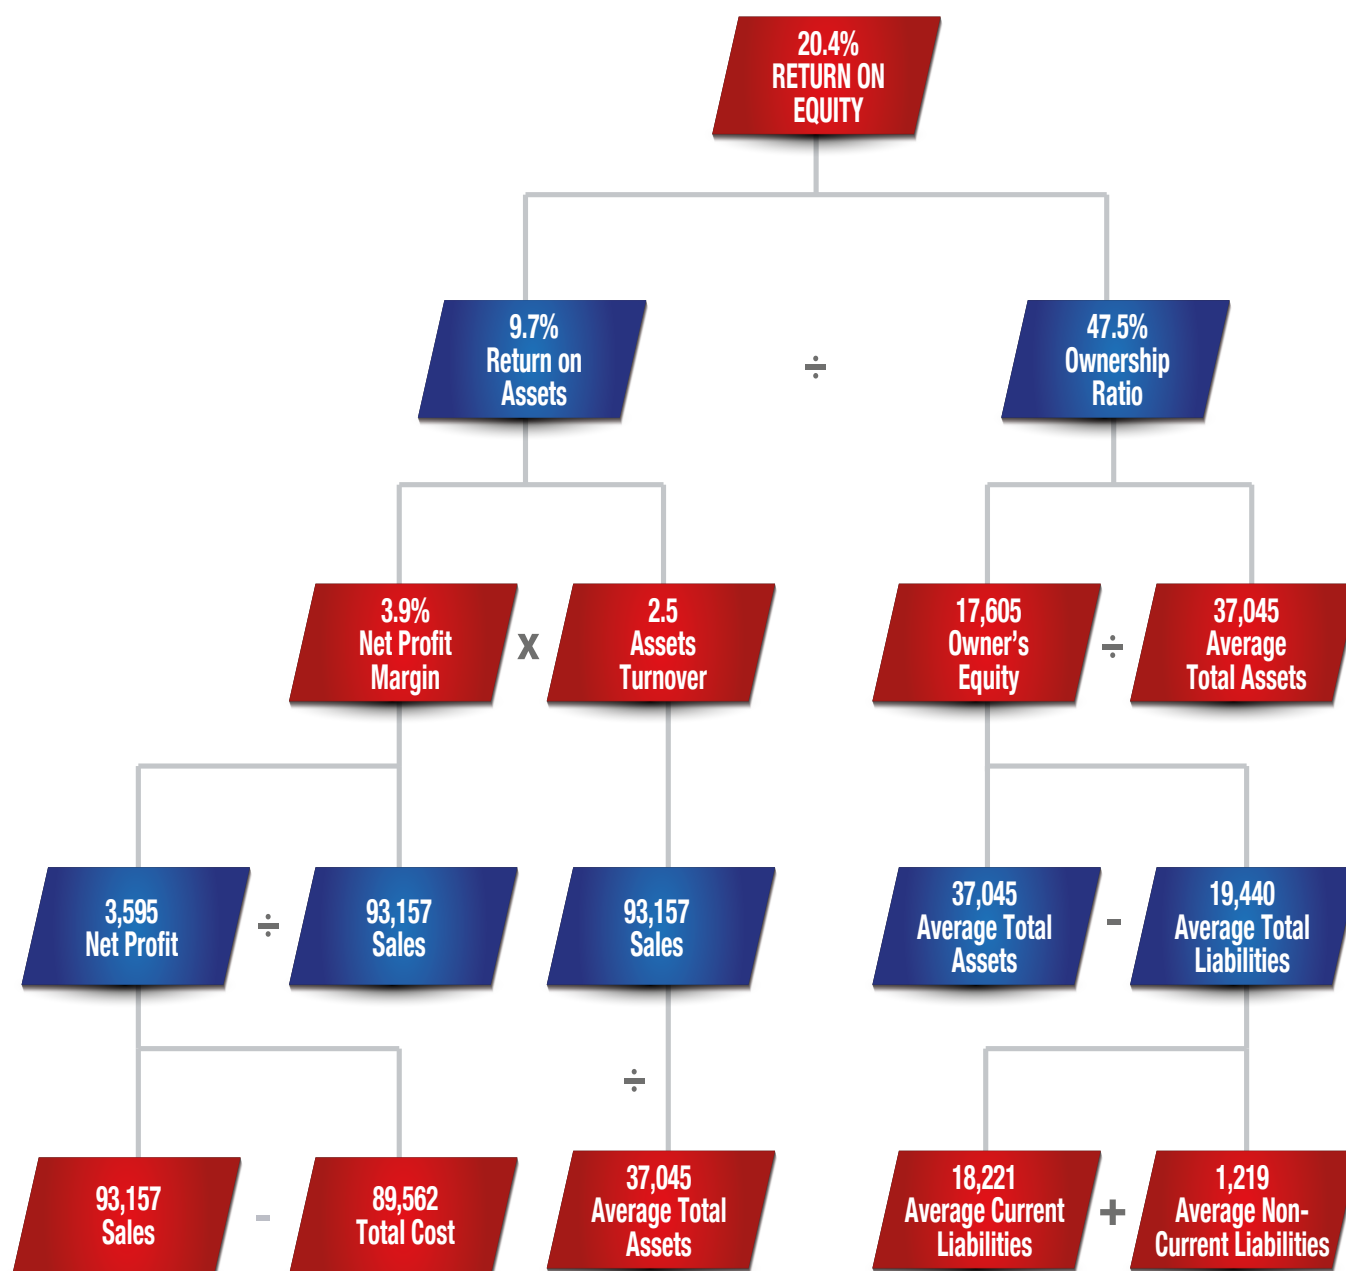 20.4%
RETURN ON
EQUITY
9.7%
Return on
Assets
÷
47.5%
Ownership
Ratio
3.9%
Net Profit
Margin
x
2.5
Assets
Turnover
17,605
Owner's
Equity
÷
37,045
Average
Total Assets
3,595
Net Profit
÷
93,157
Sales
93,157
Sales
37,045
Average Total
Assets
-
19,440
Average Total
Liabilities
÷
93,157
Sales
-
89,562
Total Cost
37,045
Average Total
Assets
18,221
Average Current
Liabilities
+
1,219
Average Non-
Current Liabilities